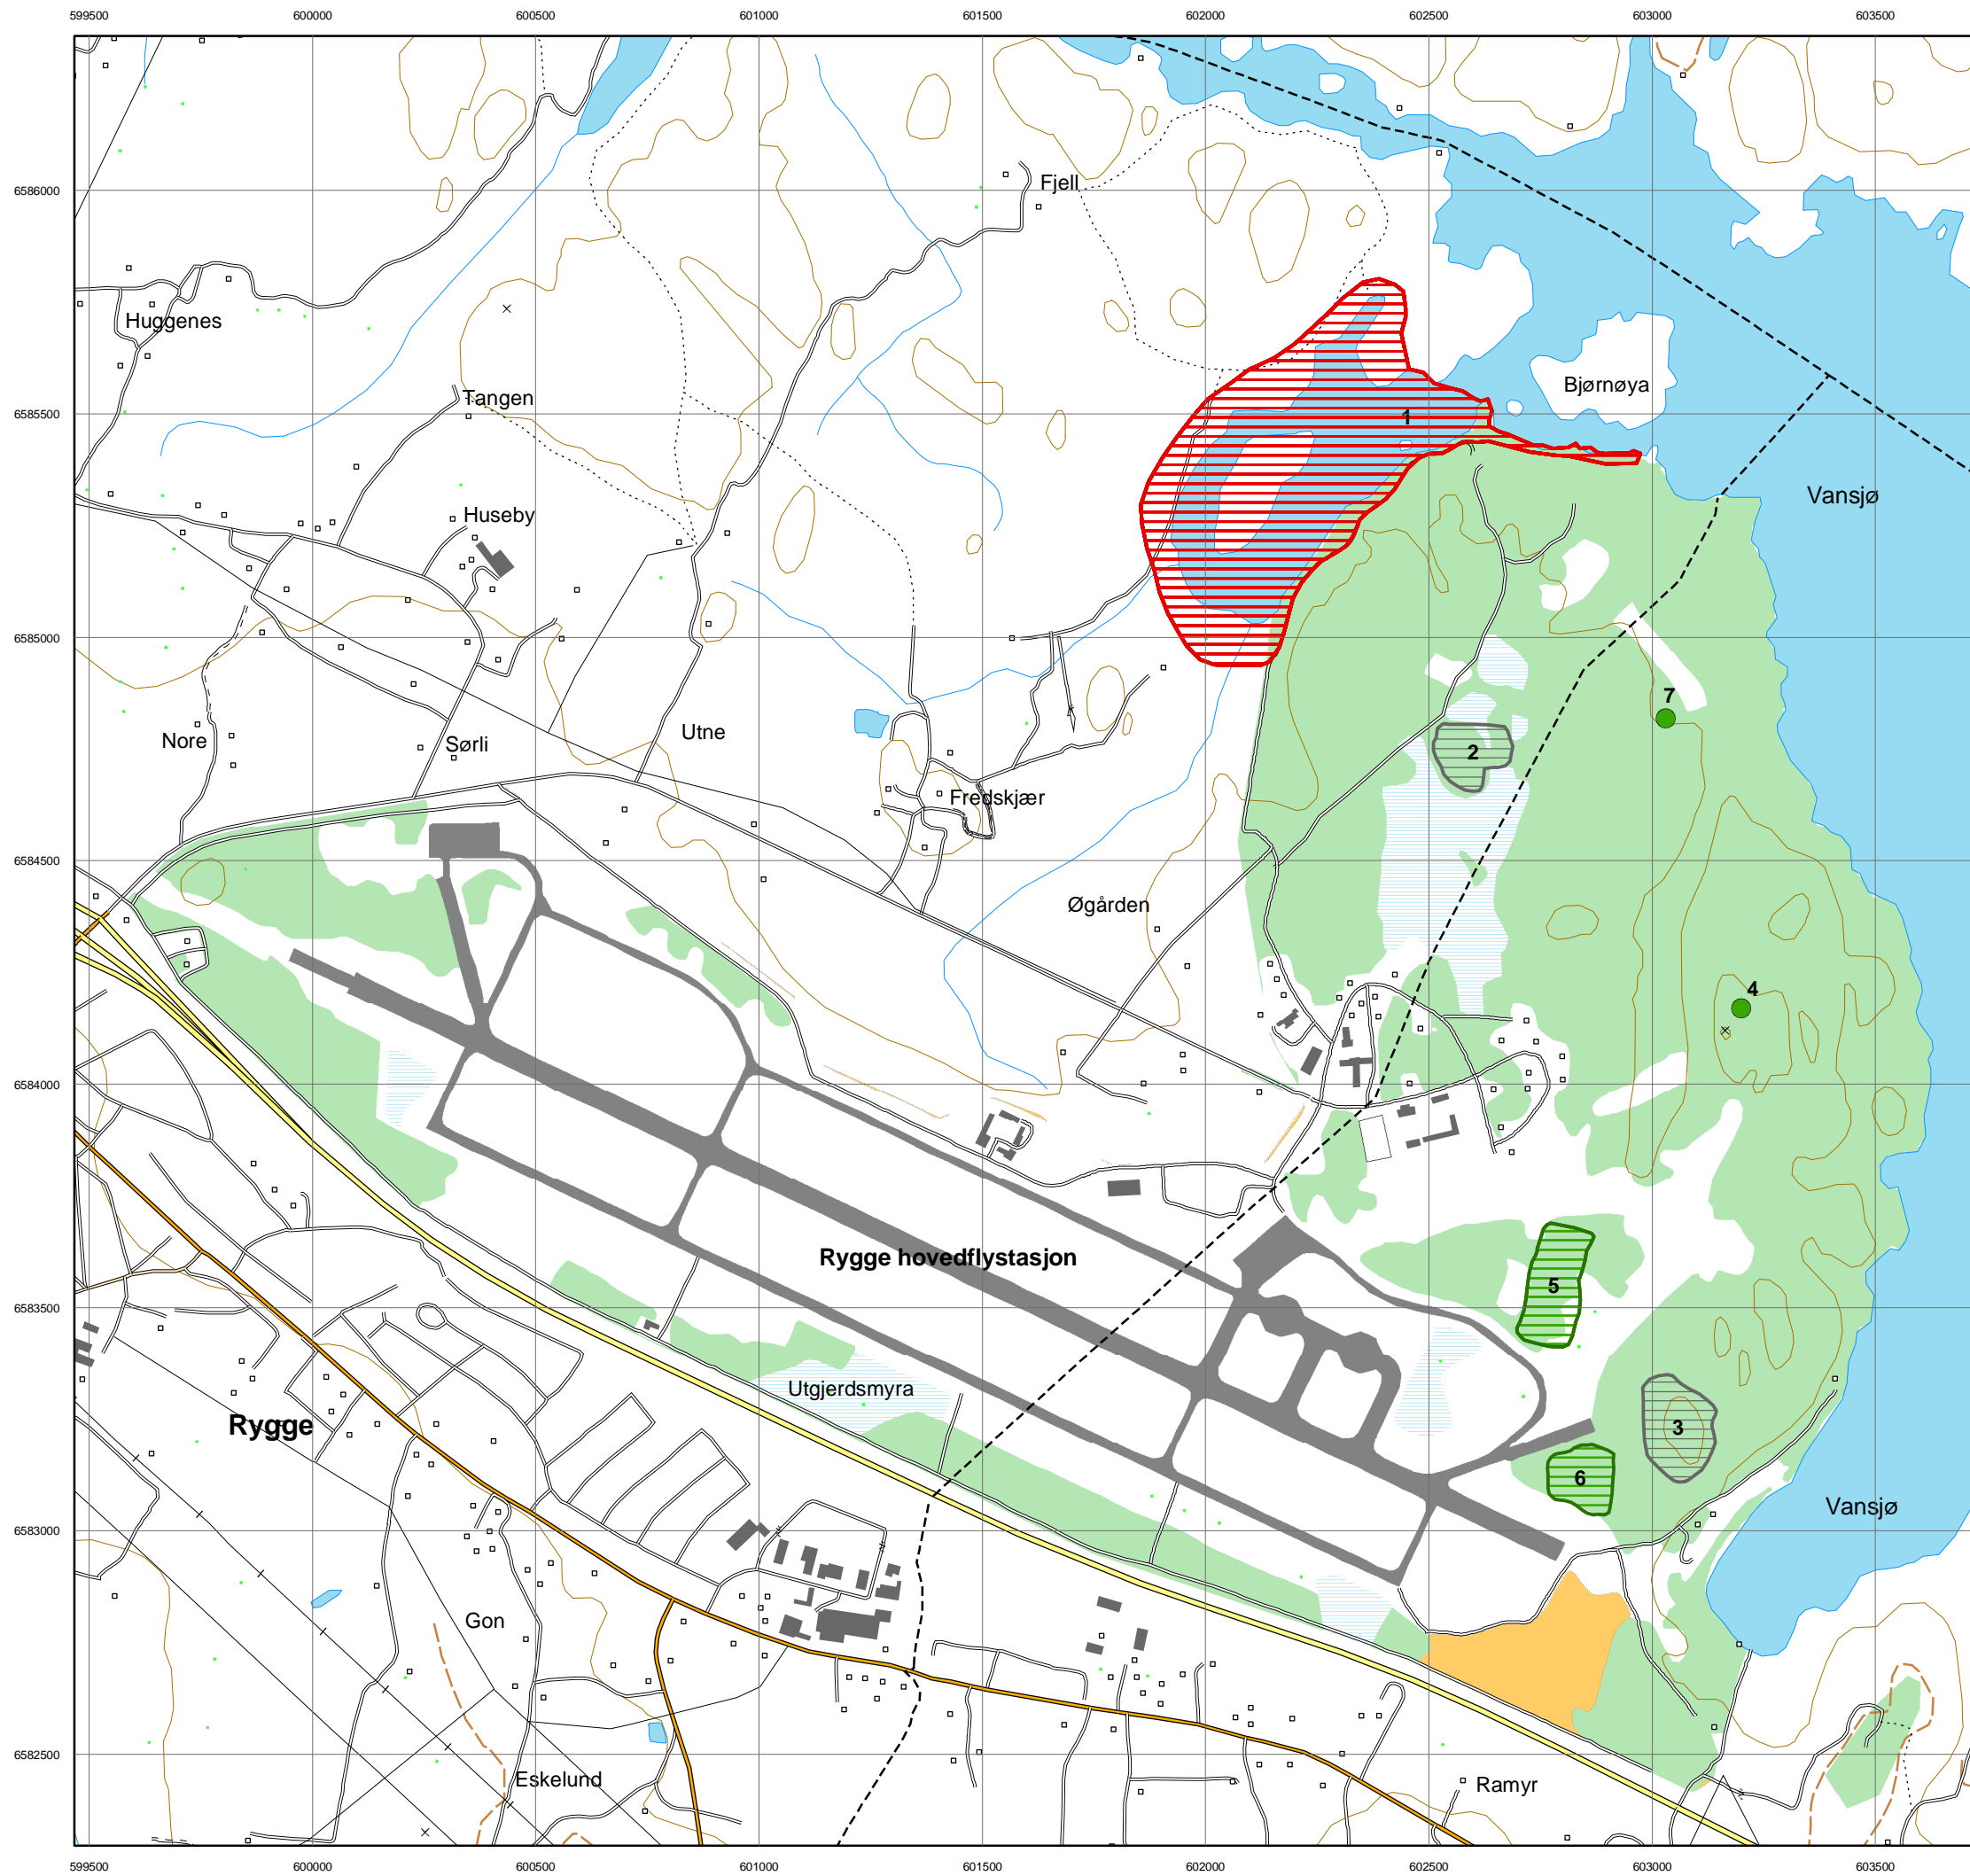 599500 600000 600500 601000 601500 602000 602500 603000 603500
6586000
Fjell
Huggenes
Bjørnøya
Tangen
6585500
1
Vansjø
Huseby
6585000
7
Utne
Nore
Sørli
2
Fredskjær
6584500
Øgården
4
6584000
Rygge hovedflystasjon
5
6583500
Utgjerdsmyra
Rygge
3
6
Vansjø
6583000
Gon
Eskelund
Ramyr
6582500
599500 600000 600500 601000 601500 602000 602500 603000 603500